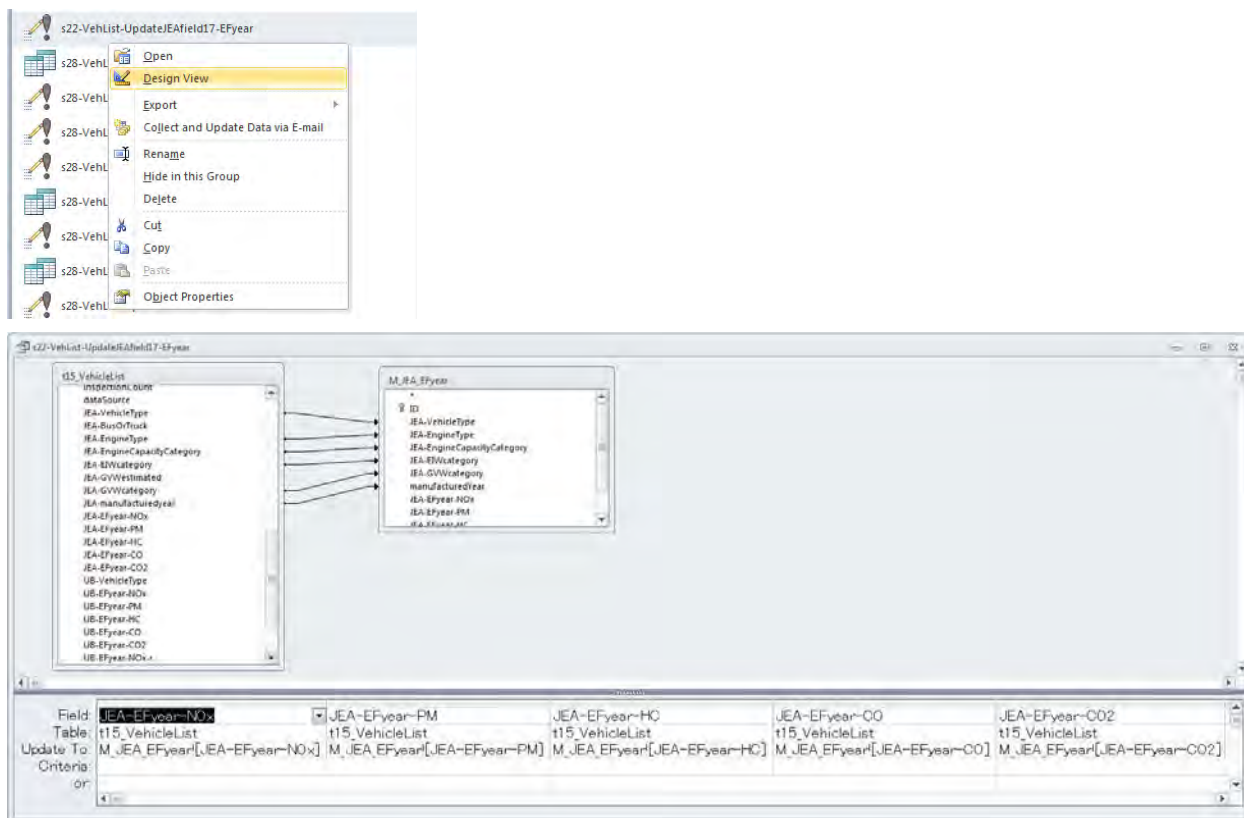 s22-VehList-UpdateJEAfield17-EFyear
s28-VehL
Open
Design View
s28-VehL
Export
s28-VehL
Collect and Update Data via E-mail
Rename
s28-VehL
Hide in this Group
s28-VehL
Delete
s28-VehL
Cut
Copy
s28-VehL
Paste
s28-VehL
Object Properties
s22-VehList-UpdateJEAfield17-EFyear
t15_VehicleList
inspectionCount
dataSource
JEA-VehicleType
JEA-BusOrTruck
JEA-EngineType
JEA-EngineCapacityCategory
JEA-EIWcategory
JEA-GVWestimated
JEA-GVWcategory
JEA-manufacturedyear
JEA-EFyear-NOx
JEA-EFyear-PM
JEA-EFyear-HC
JEA-EFyear-CO
JEA-EFyear-CO2
UB-VehicleType
UB-EFyear-NOx
UB-EFyear-PM
UB-EFyear-HC
UB-EFyear-CO
UB-EFyear-CO2
M_JEA_EFyear
*
ID
JEA-VehicleType
JEA-EngineType
JEA-EngineCapacityCategory
JEA-EIWcategory
JEA-GVWcategory
manufacturedYear
JEA-EFyear-NOx
JEA-EFyear-PM
JEA-EFyear-HC
Field: JEA-EFyear-NOx JEA-EFyear-PM JEA-EFyear-HC JEA-EFyear-CO JEA-EFyear-CO2
Table: t15_VehicleList t15_VehicleList t15_VehicleList t15_VehicleList t15_VehicleList
Update To: M_JEA_EFyear![JEA-EFyear-NOx] M_JEA_EFyear![JEA-EFyear-PM] M_JEA_EFyear![JEA-EFyear-HC] M_JEA_EFyear![JEA-EFyear-CO] M_JEA_EFyear![JEA-EFyear-CO2]
Criteria:
or: